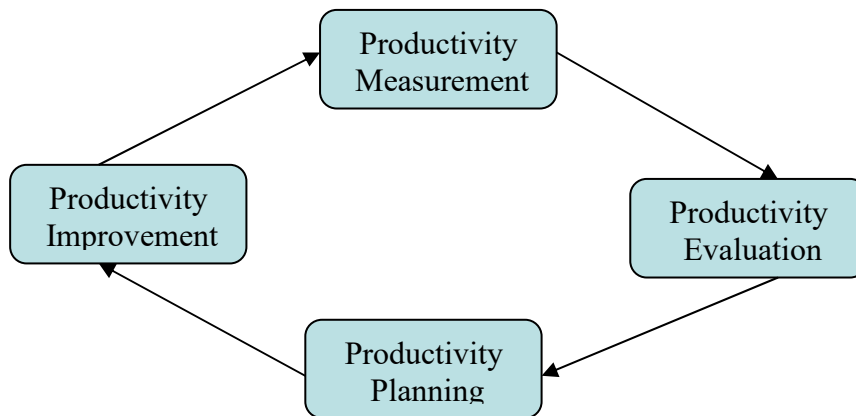 Productivity
Measurement
Productivity
Improvement
Productivity
Evaluation
Productivity
Planning